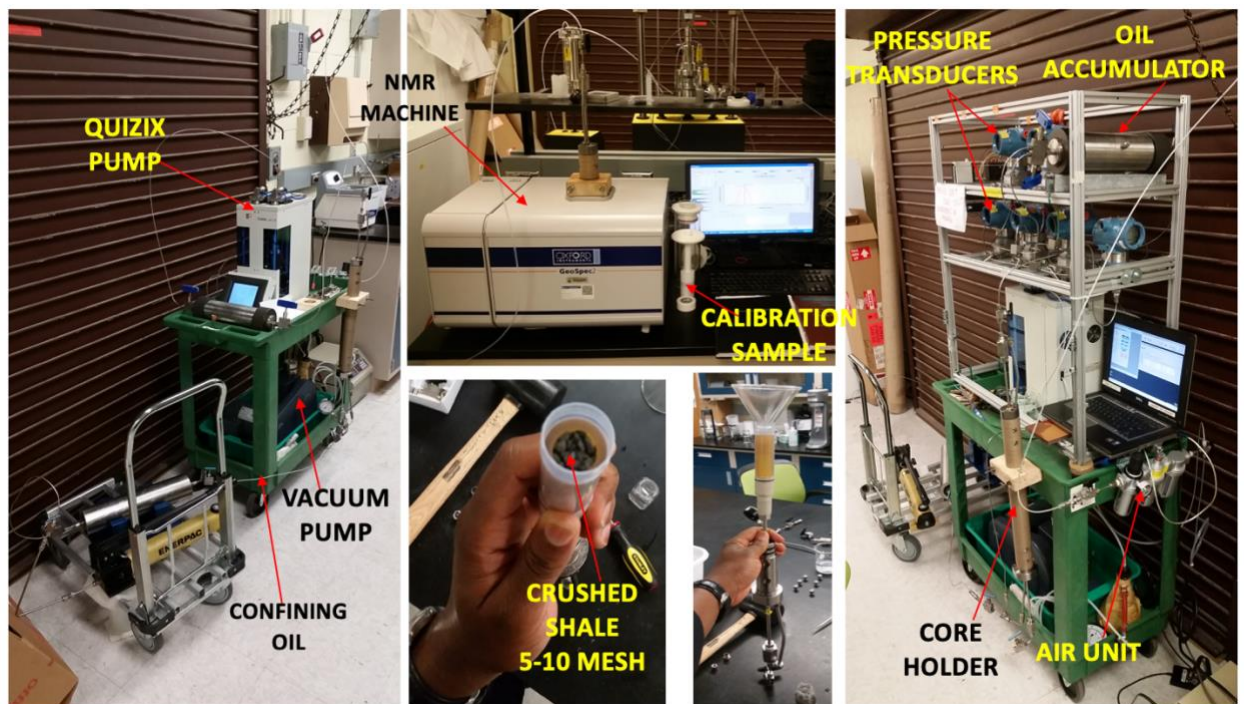 QUIZIX
PUMP
VACUUM
PUMP
CONFINING
OIL
ENERPAC
NMR
MACHINE
OXFORD
INSTRUMENTS
GeoSpec2
CALIBRATION
SAMPLE
CRUSHED
SHALE
5-10 MESH
PRESSURE
TRANSDUCERS
OIL
ACCUMULATOR
CORE
HOLDER
AIR UNIT